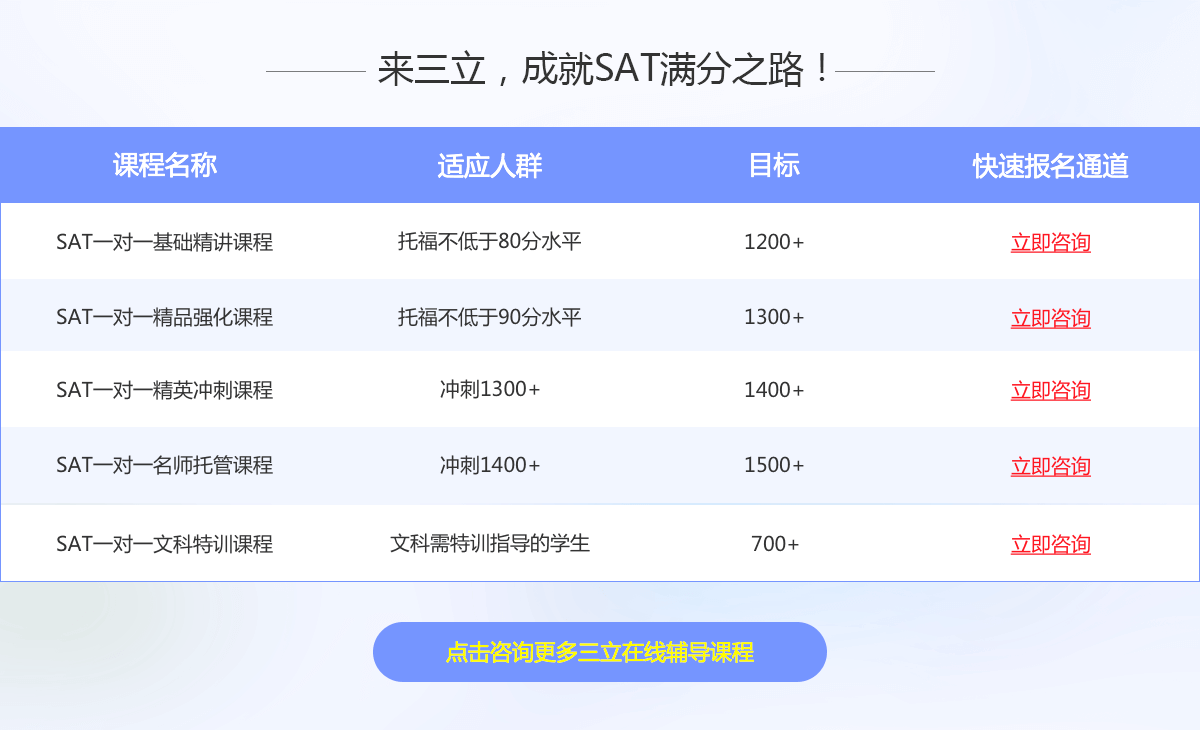 来三立，成就SAT满分之路！
课程名称 适应人群 目标 快速报名通道
SAT一对一基础精讲课程 托福不低于80分水平 1200+ 立即咨询
SAT一对一精品强化课程 托福不低于90分水平 1300+ 立即咨询
SAT一对一精英冲刺课程 冲刺1300+ 1400+ 立即咨询
SAT一对一名师托管课程 冲刺1400+ 1500+ 立即咨询
SAT一对一文科特训课程 文科需特训指导的学生 700+ 立即咨询
点击咨询更多三立在线辅导课程